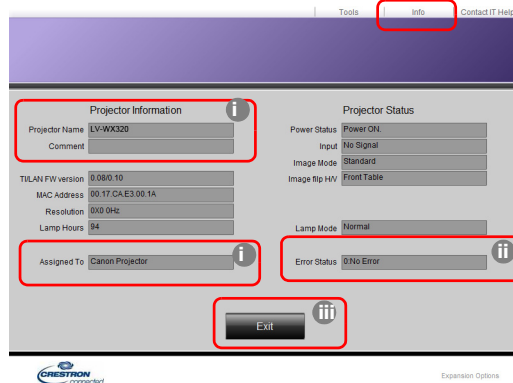 Tools Info Contact IT Help
Projector Information i Projector Status
Projector Name LV-WX320 Power Status Power ON.
Comment Input No Signal
Image Mode Standard
TI/LAN FW version 0.08/0.10 Image flip H/V Front Table
MAC Address 00.17.CA.E3.00.1A
Resolution 0X0 0Hz
Lamp Hours 94 Lamp Mode Normal
Assigned To Canon Projector i Error Status 0:No Error ii
Exit iii
CRESTRON connected Expansion Options